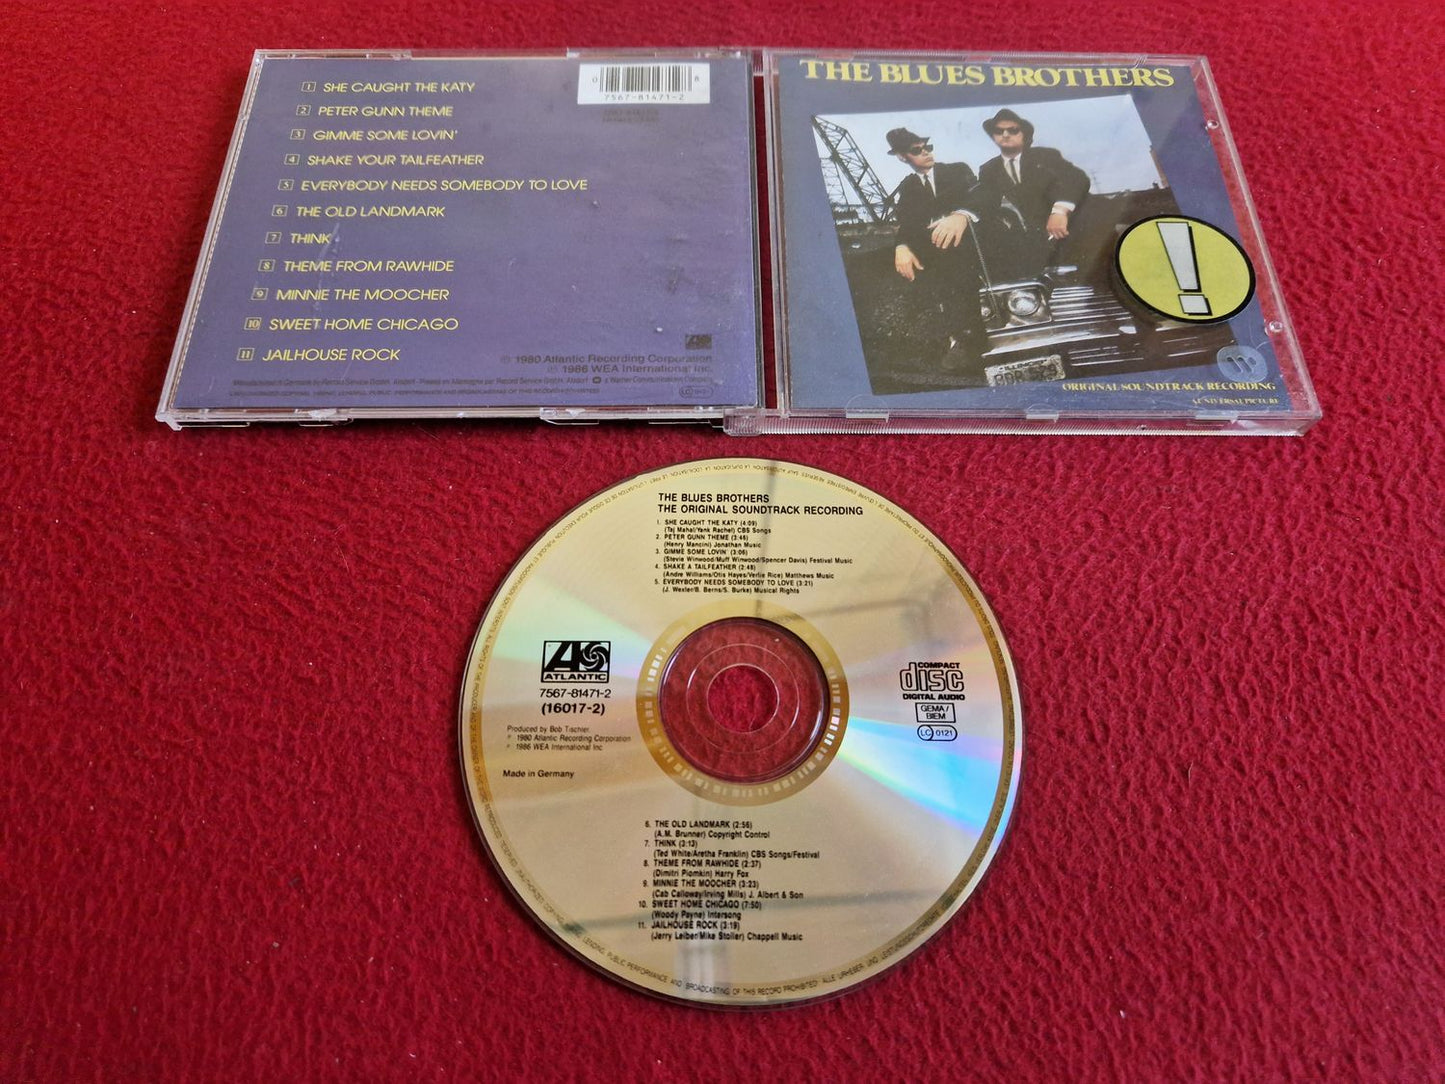 1 SHE CAUGHT THE KATY
2 PETER GUNN THEME
3 GIMME SOME LOVIN'
4 SHAKE YOUR TAILFEATHER
5 EVERYBODY NEEDS SOMEBODY TO LOVE
6 THE OLD LANDMARK
7 THINK
8 THEME FROM RAWHIDE
9 MINNIE THE MOOCHER
10 SWEET HOME CHICAGO
11 JAILHOUSE ROCK
0 8
7567-81471-2
℗ 1980 Atlantic Recording Corporation
℗ 1986 WEA International Inc.
THE BLUES BROTHERS
!
ORIGINAL SOUNDTRACK RECORDING
A UNIVERSAL PICTURE
THE BLUES BROTHERS
THE ORIGINAL SOUNDTRACK RECORDING
1. SHE CAUGHT THE KATY (4:09)
(Taj Mahal/Yank Rachel) CBS Songs
2. PETER GUNN THEME (3:46)
(Henry Mancini) Jonathan Music
3. GIMME SOME LOVIN' (3:06)
(Stevie Winwood/Muff Winwood/Spencer Davis) Festival Music
4. SHAKE A TAILFEATHER (2:48)
(Andre Williams/Otis Hayes/Verlie Rice) Matthews Music
5. EVERYBODY NEEDS SOMEBODY TO LOVE (3:21)
(J. Wexler/B. Berns/S. Burke) Musical Rights
ATLANTIC
7567-81471-2
(16017-2)
Produced by Bob Tischler
℗ 1980 Atlantic Recording Corporation
℗ 1986 WEA International Inc
Made in Germany
COMPACT
disc
DIGITAL AUDIO
GEMA/
BIEM
LC 0121
6. THE OLD LANDMARK (2:56)
(A.M. Brunner) Copyright Control
7. THINK (3:13)
(Ted White/Aretha Franklin) CBS Songs/Festival
8. THEME FROM RAWHIDE (2:37)
(Dimitri Piomkin) Harry Fox
9. MINNIE THE MOOCHER (3:23)
(Cab Calloway/Irving Mills) J. Albert & Son
10. SWEET HOME CHICAGO (7:50)
(Woody Payne) Intersong
11. JAILHOUSE ROCK (3:19)
(Jerry Leiber/Mike Stoller) Chappell Music